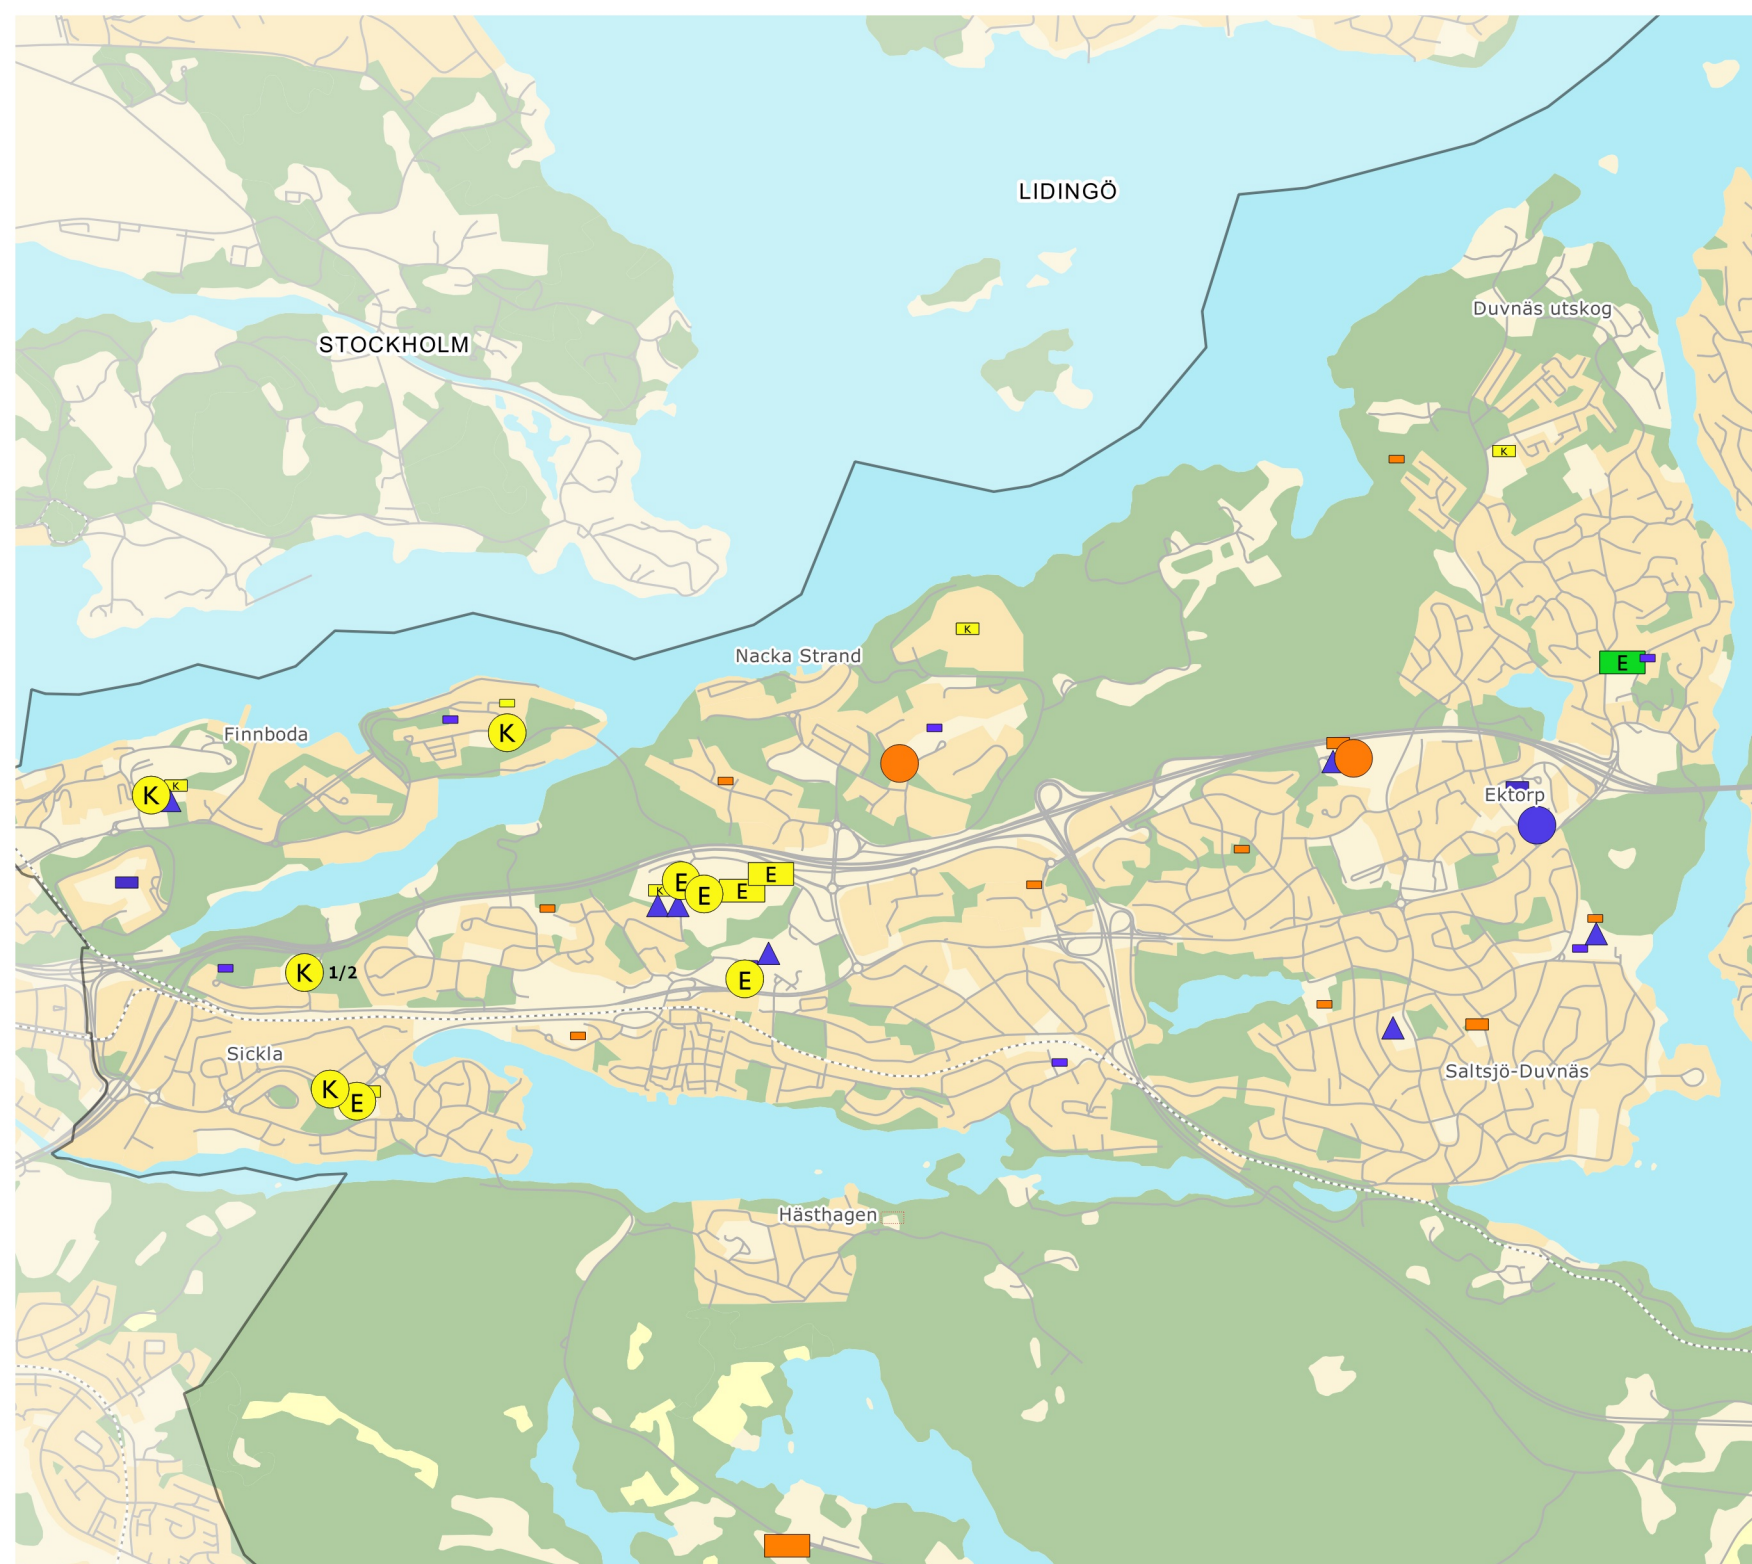 LIDINGÖ
Duvnäs utskog
STOCKHOLM
K
K
Nacka Strand
E
Finnboda
K
K
K
Ektorp
E
E
E
E
K
K 1/2
E
Sickla
Saltsjö-Duvnäs
K
E
Hästhagen